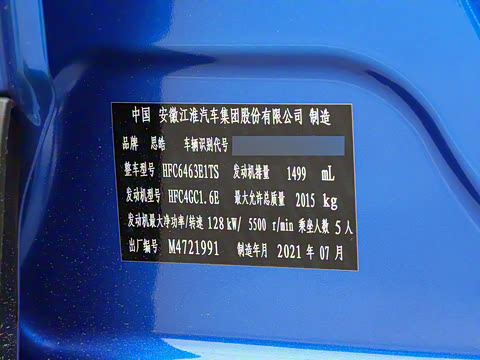 中国 安徽江淮汽车集团股份有限公司 制造
品牌 思皓 车辆识别代号
整车型号 HFC6463E1TS 发动机排量 1499 mL
发动机型号 HFC4GC1.6E 最大允许总质量 2015 kg
发动机最大净功率/转速 128 kW/ 5500 r/min 乘坐人数 5 人
出厂编号 M4721991 制造年月 2021 年 07 月